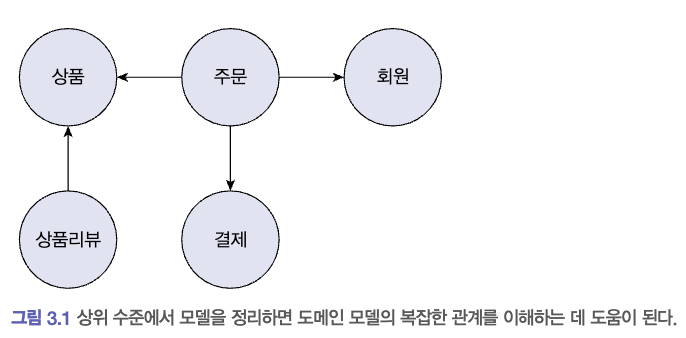 상품
주문
회원
상품리뷰
결제
그림 3.1 상위 수준에서 모델을 정리하면 도메인 모델의 복잡한 관계를 이해하는 데 도움이 된다.